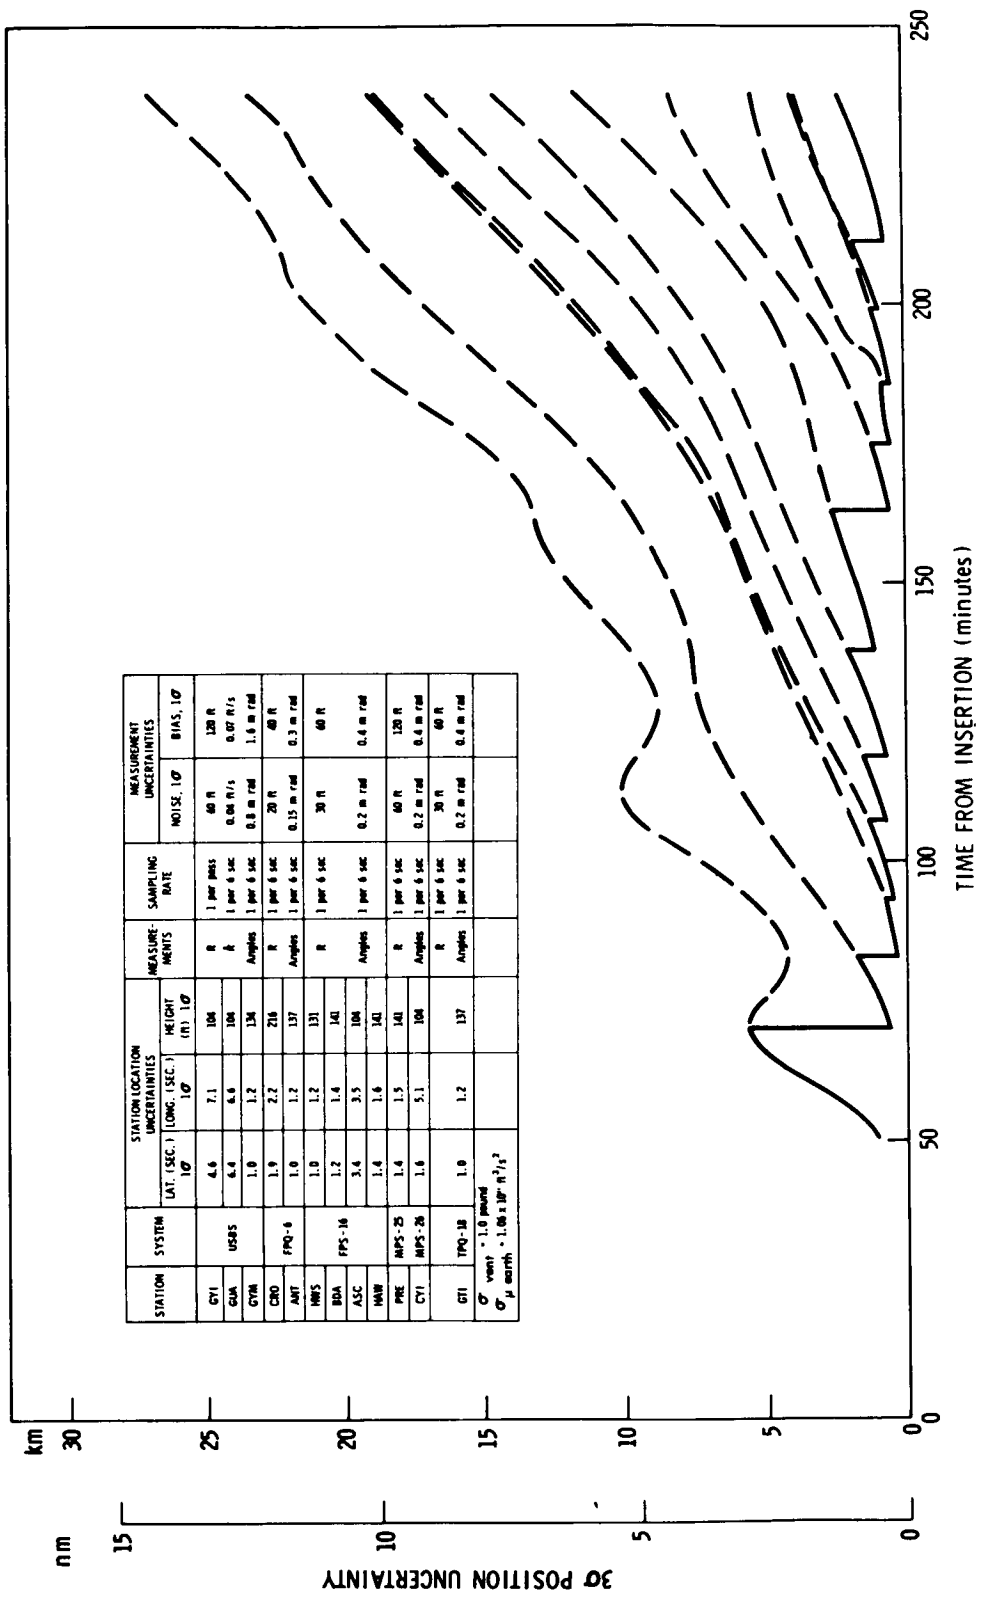 3σ POSITION UNCERTAINTY
nm
15
10
5
0
km
30
25
20
15
10
5
0
0
50
100
150
200
250
TIME FROM INSERTION (minutes)
STATION SYSTEM STATION LOCATION UNCERTAINTIES MEASURE-MENTS SAMPLING RATE MEASUREMENT UNCERTAINTIES
LAT. (SEC.) 1σ LONG. (SEC.) 1σ HEIGHT (ft) 1σ NOISE, 1σ BIAS, 1σ
GYI 4.6 7.1 104 R 1 per pass 60 ft 120 ft
GUA USBS 6.4 6.6 104 Ṙ 1 per 6 sec 0.04 ft/s 0.07 ft/s
GYM 1.0 1.2 134 Angles 1 per 6 sec 0.8 m rad 1.6 m rad
CRO FPQ-6 1.9 2.2 216 R 1 per 6 sec 20 ft 40 ft
ANT 1.0 1.2 137 Angles 1 per 6 sec 0.15 m rad 0.3 m rad
HWS FPS-16 1.0 1.2 131 R 1 per 6 sec 30 ft 60 ft
BDA 1.2 1.4 141
ASC 3.4 3.5 104 Angles 1 per 6 sec 0.2 m rad 0.4 m rad
HAW 1.4 1.6 141
PRE MPS-25 1.4 1.5 141 R 1 per 6 sec 60 ft 120 ft
CYI MPS-26 1.6 5.1 104 Angles 1 per 6 sec 0.2 m rad 0.4 m rad
R 1 per 6 sec 30 ft 60 ft
GTI TPQ-18 1.0 1.2 137 Angles 1 per 6 sec 0.2 m rad 0.4 m rad
σ vent = 1.0 pound
σ μ earth = 1.06 x ft³/s²